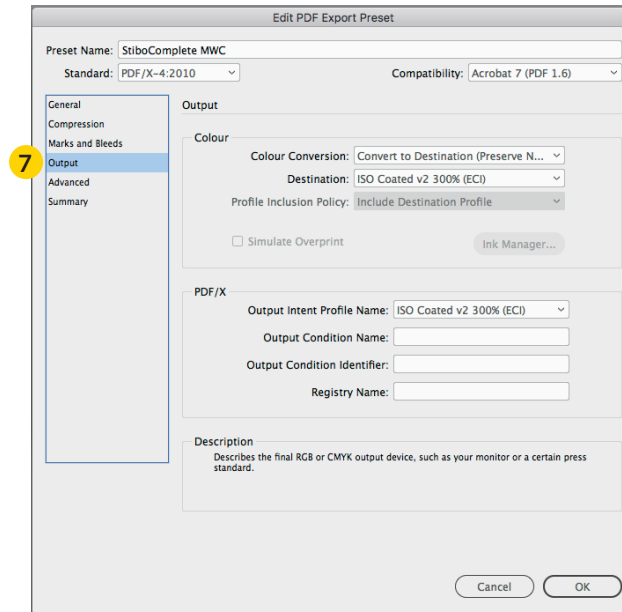 Edit PDF Export Preset
Preset Name: StiboComplete MWC
Standard: PDF/X-4:2010 Compatibility: Acrobat 7 (PDF 1.6)
General
Compression
Marks and Bleeds
7 Output
Advanced
Summary
Output
Colour
Colour Conversion: Convert to Destination (Preserve N...
Destination: ISO Coated v2 300% (ECI)
Profile Inclusion Policy: Include Destination Profile
Simulate Overprint Ink Manager...
PDF/X
Output Intent Profile Name: ISO Coated v2 300% (ECI)
Output Condition Name:
Output Condition Identifier:
Registry Name:
Description
Describes the final RGB or CMYK output device, such as your monitor or a certain press
standard.
Cancel OK